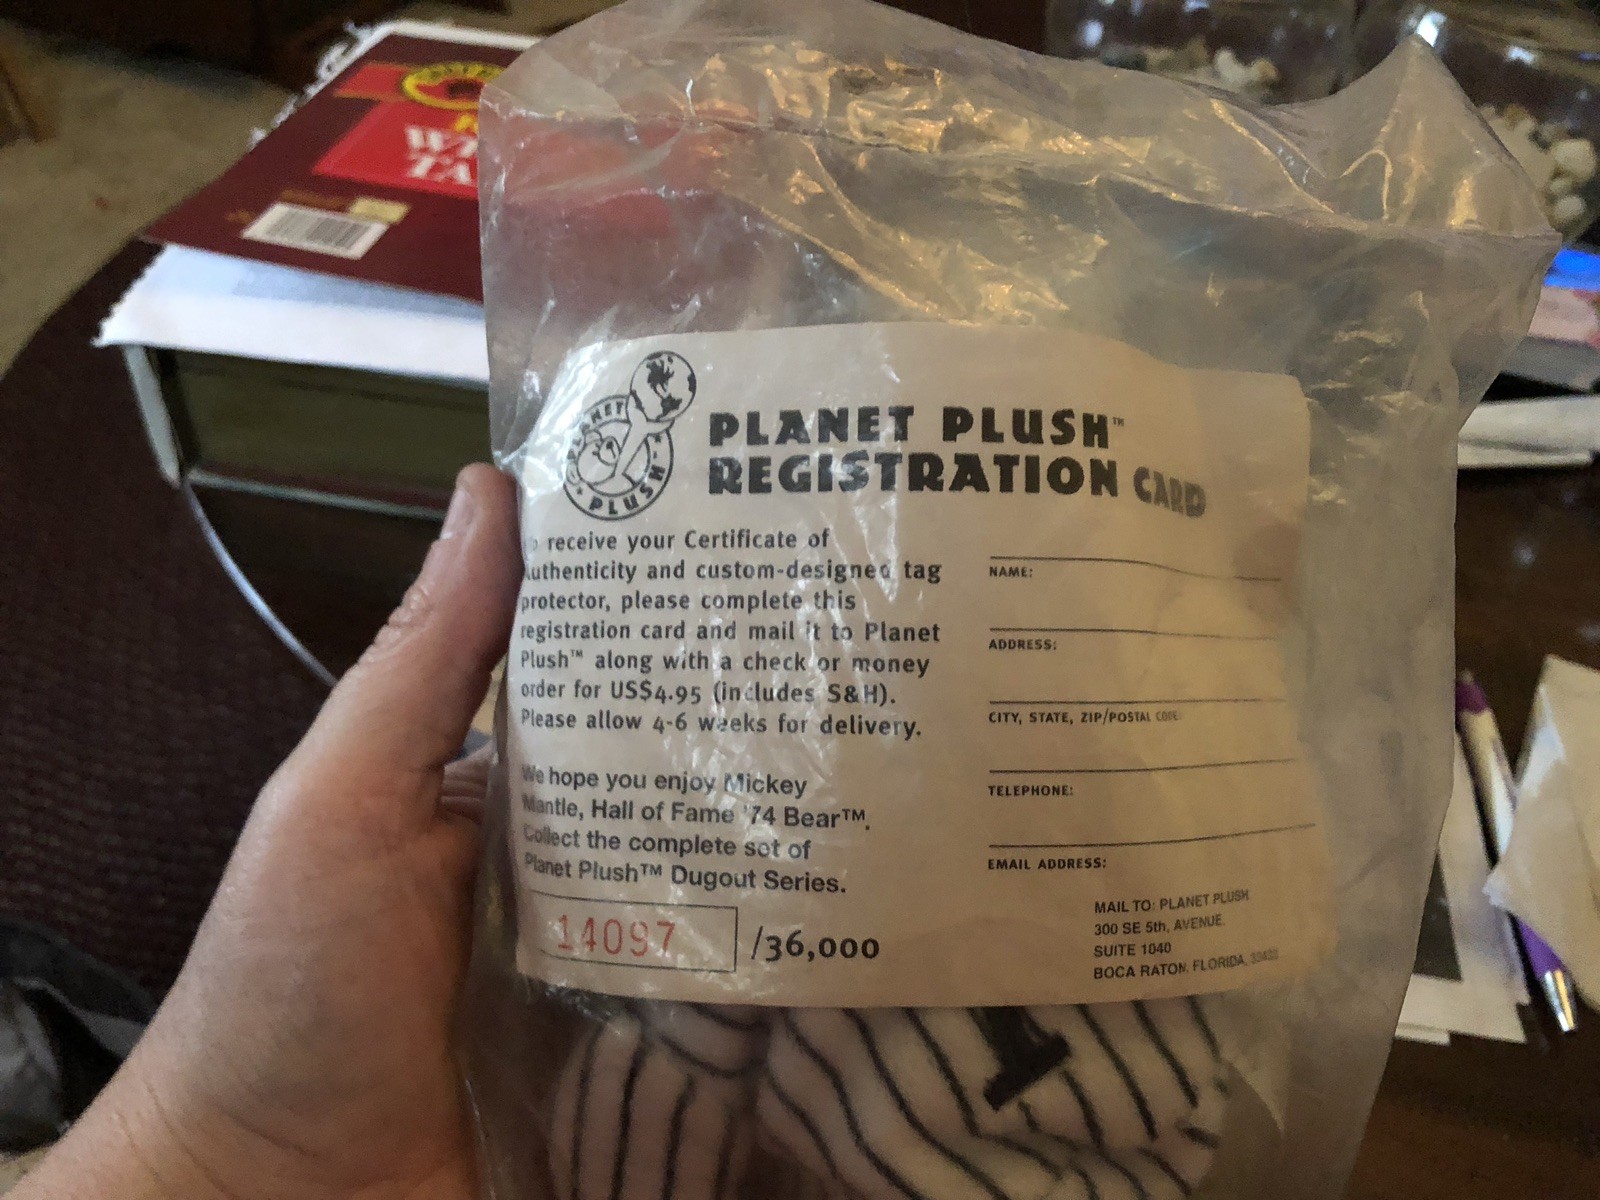 PLANET
PLUSH
PLANET PLUSH™
REGISTRATION CARD
receive your Certificate of
Authenticity and custom-designed tag
protector, please complete this
registration card and mail it to Planet
Plush™ along with a check or money
order for US$4.95 (includes S&H).
Please allow 4-6 weeks for delivery.
We hope you enjoy Mickey
Mantle, Hall of Fame '74 Bear™.
Collect the complete set of
Planet Plush™ Dugout Series.
14097 /36,000
NAME:
ADDRESS:
CITY, STATE, ZIP/POSTAL CODE:
TELEPHONE:
EMAIL ADDRESS:
MAIL TO: PLANET PLUSH
300 SE 5th, AVENUE,
SUITE 1040
BOCA RATON, FLORIDA,